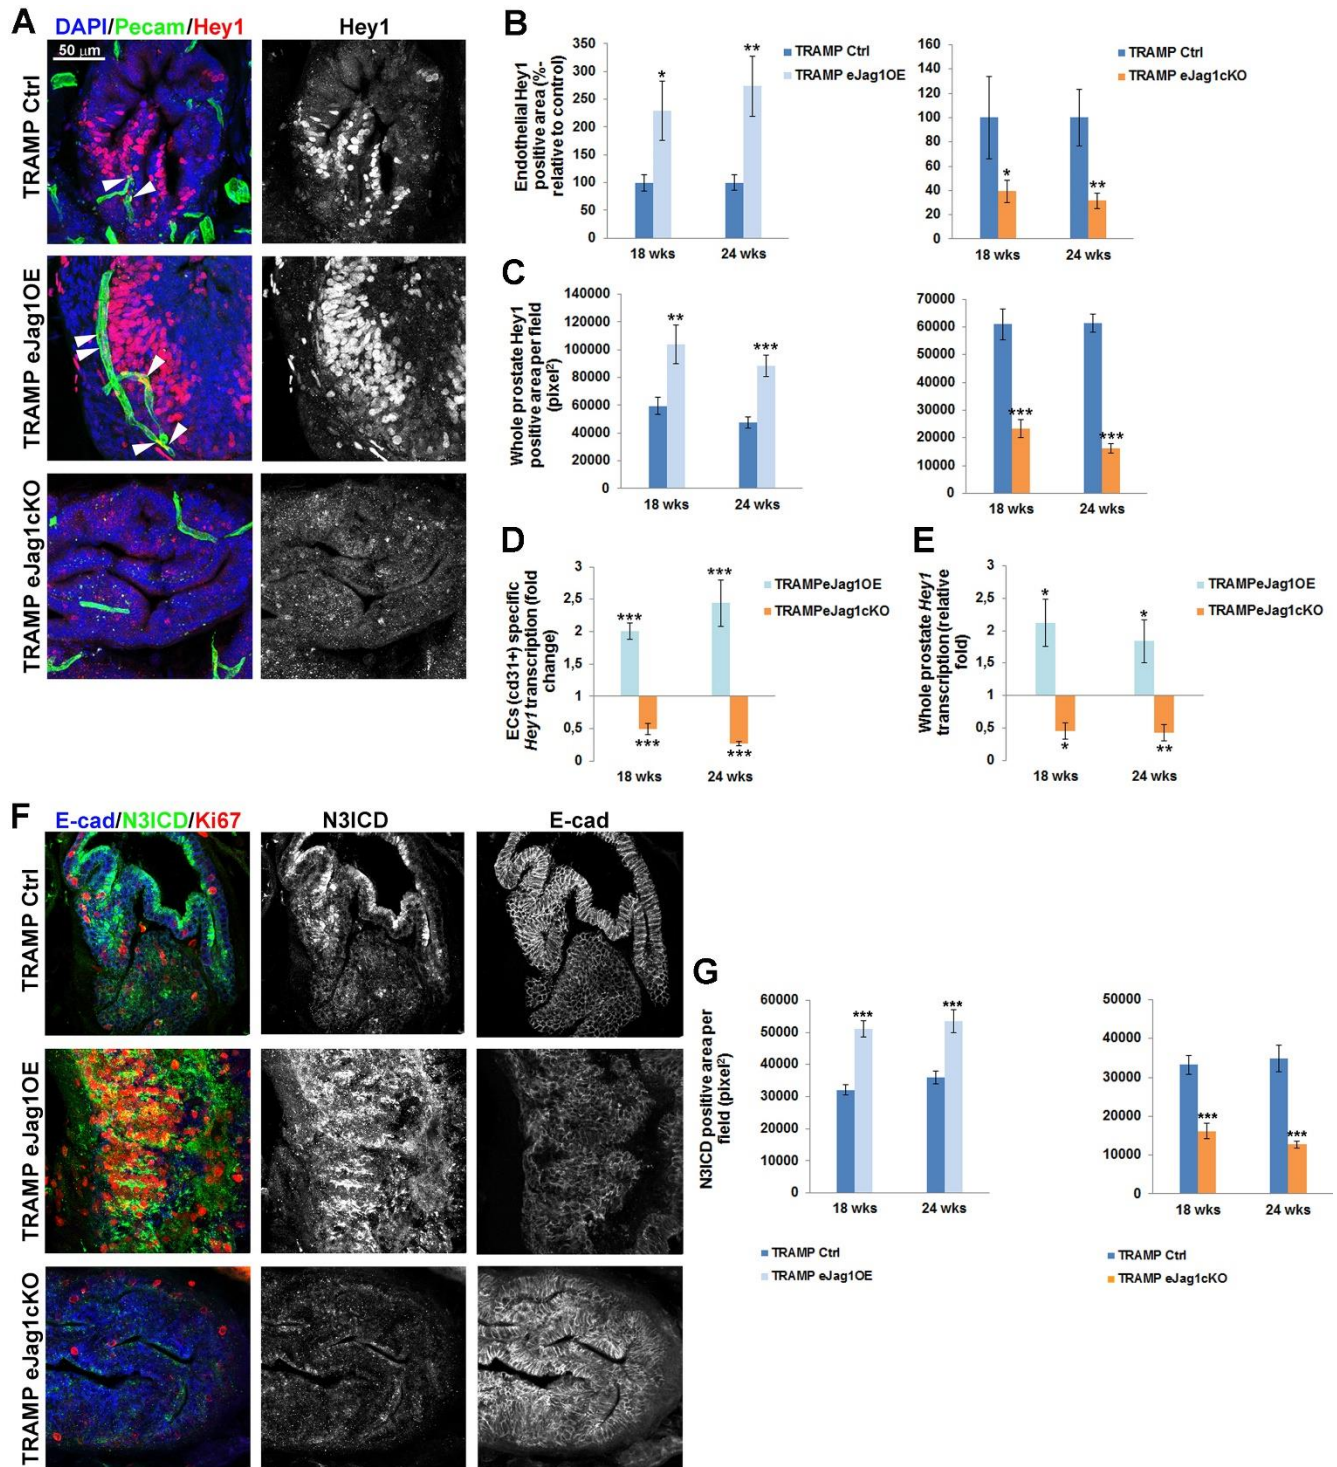 A
DAPI/Pecam/Hey1
Hey1
50 µm
TRAMP Ctrl
TRAMP eJag1OE
TRAMP eJag1cKO
B
Endothelial Hey1
positive area (%-
relative to control)
400
350
300
250
200
150
100
50
0
*
**
18 wks
24 wks
TRAMP Ctrl
TRAMP eJag1OE
160
140
120
100
80
60
40
20
0
*
**
18 wks
24 wks
TRAMP Ctrl
TRAMP eJag1cKO
C
Whole prostate Hey1
positive area per field
(pixel²)
140000
120000
100000
80000
60000
40000
20000
0
**
***
18 wks
24 wks
70000
60000
50000
40000
30000
20000
10000
0
***
***
18 wks
24 wks
D
ECs (cd31+) specific
Hey1 transcription (fold
change)
3
2,5
2
1,5
1
0,5
0
***
***
***
***
18 wks
24 wks
TRAMPeJag1OE
TRAMPeJag1cKO
E
Whole prostate Hey1
transcription (relative
fold)
3
2,5
2
1,5
1
0,5
0
*
*
*
**
18 wks
24 wks
TRAMPeJag1OE
TRAMPeJag1cKO
F
E-cad/N3ICD/Ki67
N3ICD
E-cad
TRAMP Ctrl
TRAMP eJag1OE
TRAMP eJag1cKO
G
N3ICD positive area per
field (pixel²)
60000
50000
40000
30000
20000
10000
0
***
***
18 wks
24 wks
TRAMP Ctrl
TRAMP eJag1OE
50000
40000
30000
20000
10000
0
***
***
18 wks
24 wks
TRAMP Ctrl
TRAMP eJag1cKO